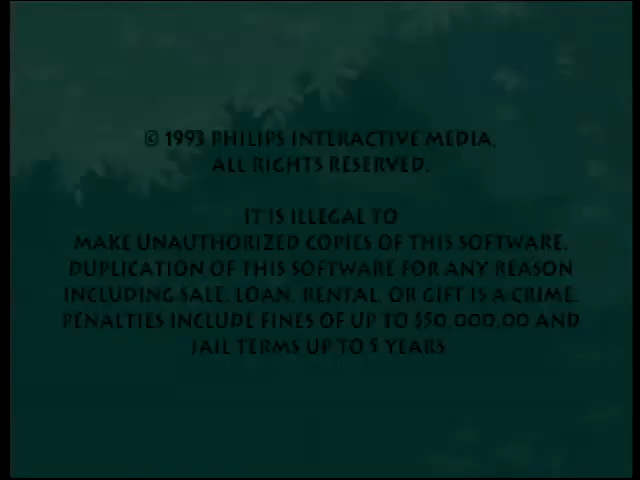 © 1993 PHILIPS INTERACTIVE MEDIA.
ALL RIGHTS RESERVED.
IT IS ILLEGAL TO
MAKE UNAUTHORIZED COPIES OF THIS SOFTWARE.
DUPLICATION OF THIS SOFTWARE FOR ANY REASON
INCLUDING SALE, LOAN, RENTAL, OR GIFT IS A CRIME.
PENALTIES INCLUDE FINES OF UP TO $50,000.00 AND
JAIL TERMS UP TO 5 YEARS